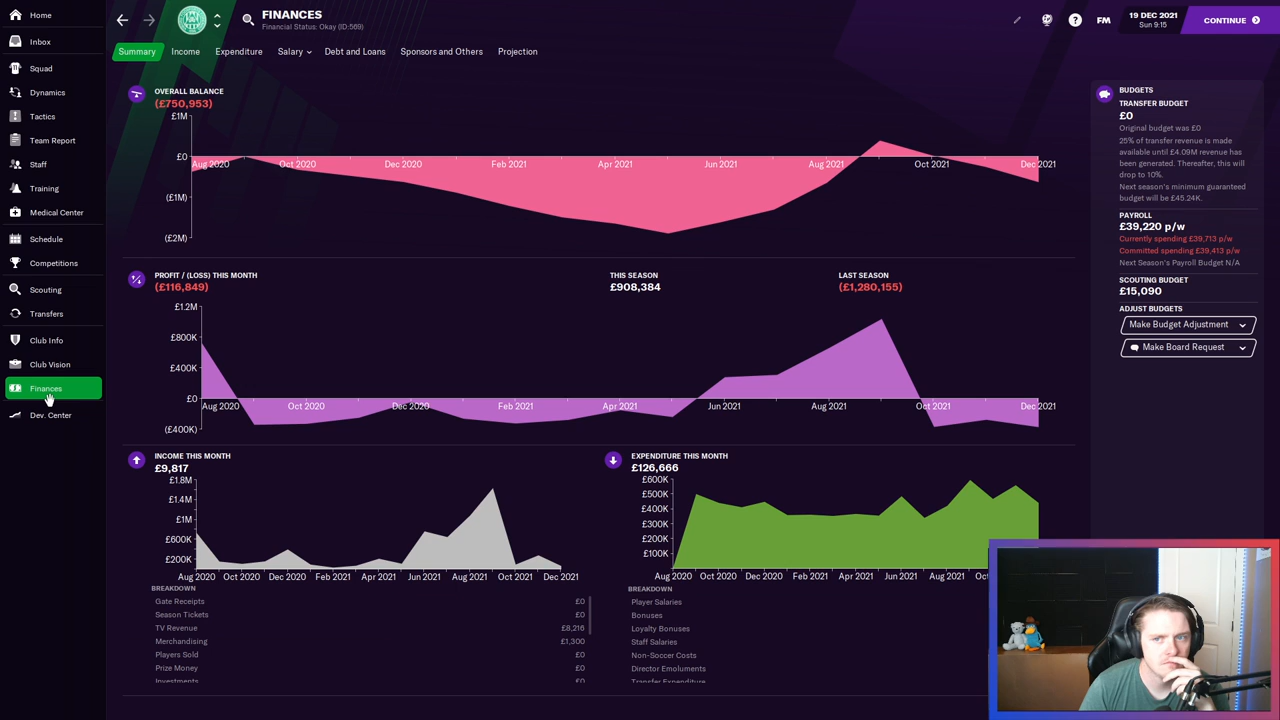 Home
Inbox
Squad
Dynamics
Tactics
Team Report
Staff
Training
Medical Center
Schedule
Competitions
Scouting
Transfers
Club Info
Club Vision
Finances
Dev. Center
FINANCES
Financial Status: Okay (ID:569)
FM
19 DEC 2021
Sun 9:15
CONTINUE
Summary
Income
Expenditure
Salary
Debt and Loans
Sponsors and Others
Projection
OVERALL BALANCE
(£750,953)
£1M
£0
(£1M)
(£2M)
Aug 2020 Oct 2020 Dec 2020 Feb 2021 Apr 2021 Jun 2021 Aug 2021 Oct 2021 Dec 2021
PROFIT / (LOSS) THIS MONTH
(£116,849)
THIS SEASON
£908,384
LAST SEASON
(£1,280,155)
£1.2M
£800K
£400K
£0
(£400K)
Aug 2020 Oct 2020 Dec 2020 Feb 2021 Apr 2021 Jun 2021 Aug 2021 Oct 2021 Dec 2021
INCOME THIS MONTH
£9,817
£1.8M
£1.4M
£1M
£600K
£200K
Aug 2020 Oct 2020 Dec 2020 Feb 2021 Apr 2021 Jun 2021 Aug 2021 Oct 2021 Dec 2021
BREAKDOWN
Gate Receipts £0
Season Tickets £0
TV Revenue £8,216
Merchandising £1,300
Players Sold £0
Prize Money £0
Investments £0
EXPENDITURE THIS MONTH
£126,666
£600K
£500K
£400K
£300K
£200K
£100K
Aug 2020 Oct 2020 Dec 2020 Feb 2021 Apr 2021 Jun 2021 Aug 2021 Oct
BREAKDOWN
Player Salaries
Bonuses
Loyalty Bonuses
Staff Salaries
Non-Soccer Costs
Director Emoluments
Transfer Expenditure
BUDGETS
TRANSFER BUDGET
£0
Original budget was £0
25% of transfer revenue is made
available until £4.09M revenue has
been generated. Thereafter, this will
drop to 10%.
Next season's minimum guaranteed
budget will be £45.24K.
PAYROLL
£39,220 p/w
Currently spending £39,713 p/w
Committed spending £39,413 p/w
Next Season's Payroll Budget N/A
SCOUTING BUDGET
£15,090
ADJUST BUDGETS
Make Budget Adjustment
Make Board Request